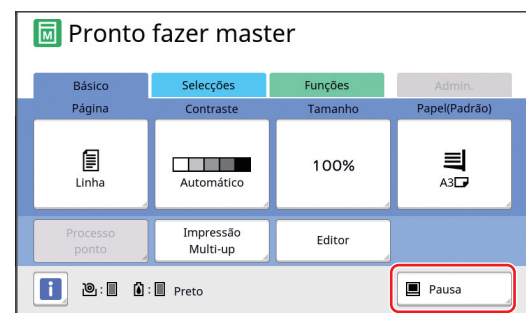 Pronto fazer master
Básico
Selecções
Funções
Admin.
Página
Contraste
Tamanho
Papel(Padrão)
Linha
Automático
100%
A3
Processo
ponto
Impressão
Multi-up
Editor
i
: : Preto
Pausa